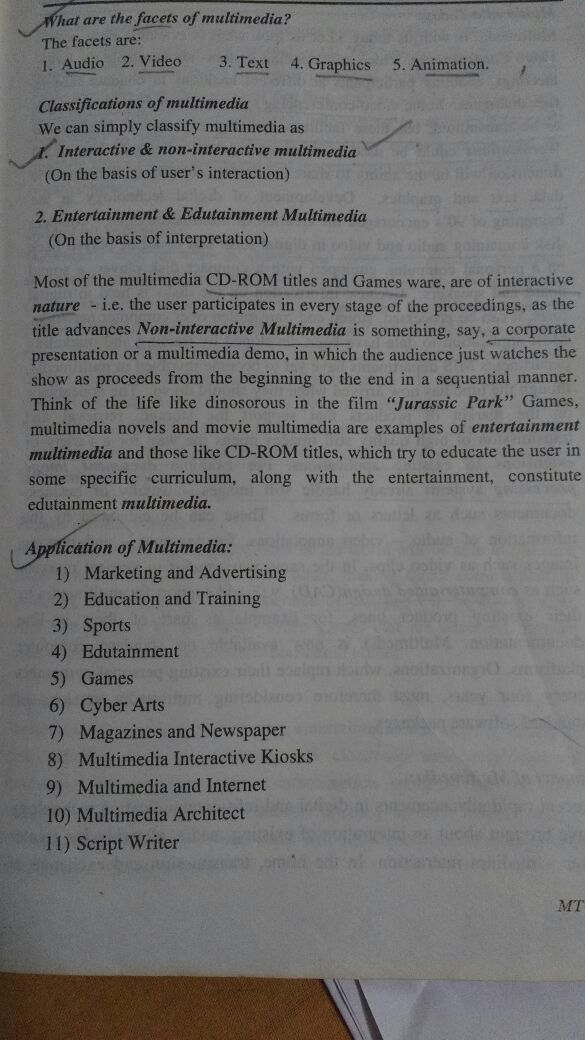 What are the facets of multimedia?
The facets are:
1. Audio 2. Video 3. Text 4. Graphics 5. Animation.
Classifications of multimedia
We can simply classify multimedia as
1. Interactive & non-interactive multimedia
(On the basis of user's interaction)
2. Entertainment & Edutainment Multimedia
(On the basis of interpretation)
Most of the multimedia CD-ROM titles and Games ware, are of interactive
nature - i.e. the user participates in every stage of the proceedings, as the
title advances Non-interactive Multimedia is something, say, a corporate
presentation or a multimedia demo, in which the audience just watches the
show as proceeds from the beginning to the end in a sequential manner.
Think of the life like dinosorous in the film "Jurassic Park" Games,
multimedia novels and movie multimedia are examples of entertainment
multimedia and those like CD-ROM titles, which try to educate the user in
some specific curriculum, along with the entertainment, constitute
edutainment multimedia.
Application of Multimedia:
1) Marketing and Advertising
2) Education and Training
3) Sports
4) Edutainment
5) Games
6) Cyber Arts
7) Magazines and Newspaper
8) Multimedia Interactive Kiosks
9) Multimedia and Internet
10) Multimedia Architect
11) Script Writer
MT